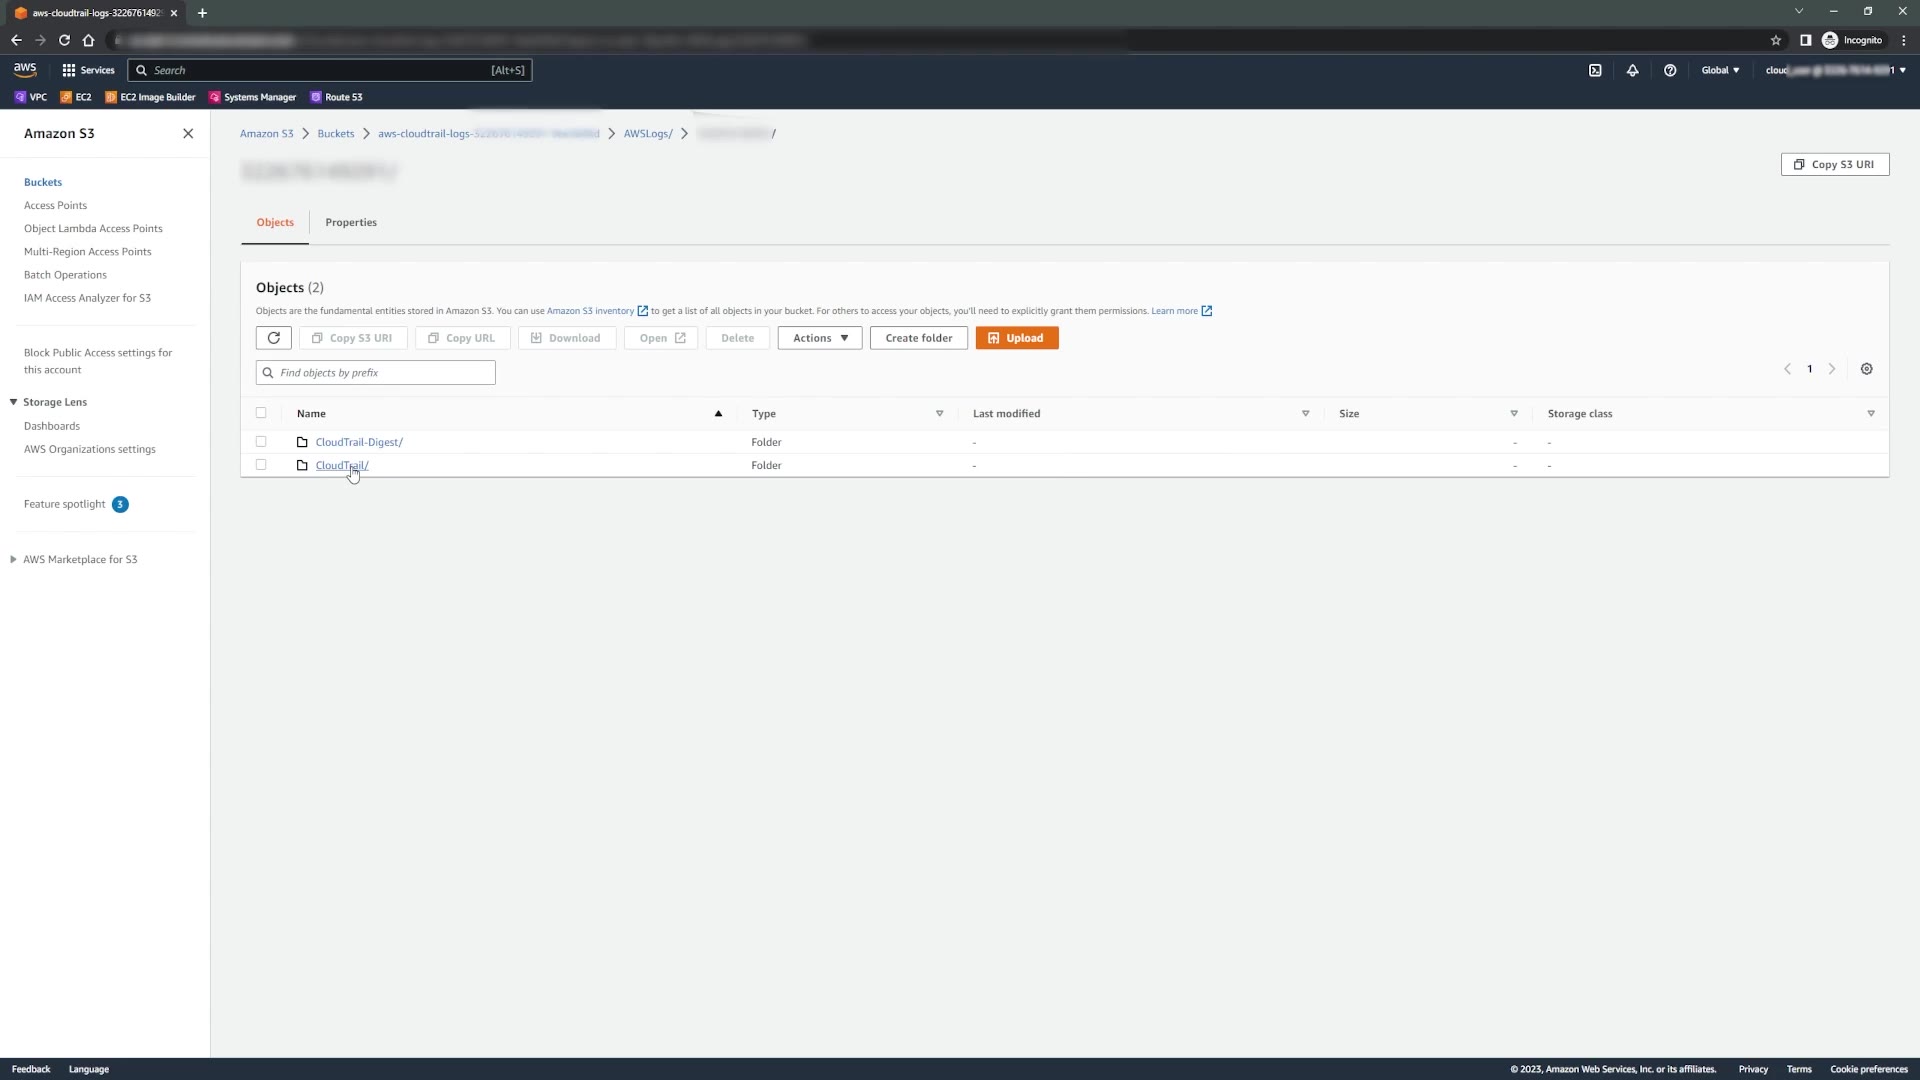 aws-cloudtrail-logs-32267614929
Incognito
aws
Services
Search
[Alt+S]
Global
cloud
VPC
EC2
EC2 Image Builder
Systems Manager
Route 53
Amazon S3
Amazon S3
Buckets
aws-cloudtrail-logs-
AWSLogs/
/
Copy S3 URI
Buckets
Access Points
Object Lambda Access Points
Multi-Region Access Points
Batch Operations
IAM Access Analyzer for S3
Block Public Access settings for
this account
Storage Lens
Dashboards
AWS Organizations settings
Feature spotlight 3
AWS Marketplace for S3
Objects
Properties
Objects (2)
Objects are the fundamental entities stored in Amazon S3. You can use Amazon S3 inventory to get a list of all objects in your bucket. For others to access your objects, you'll need to explicitly grant them permissions. Learn more
Copy S3 URI
Copy URL
Download
Open
Delete
Actions
Create folder
Upload
Find objects by prefix
1
Name
Type
Last modified
Size
Storage class
CloudTrail-Digest/
Folder
-
-
-
CloudTrail/
Folder
-
-
-
Feedback
Language
© 2023, Amazon Web Services, Inc. or its affiliates.
Privacy
Terms
Cookie preferences